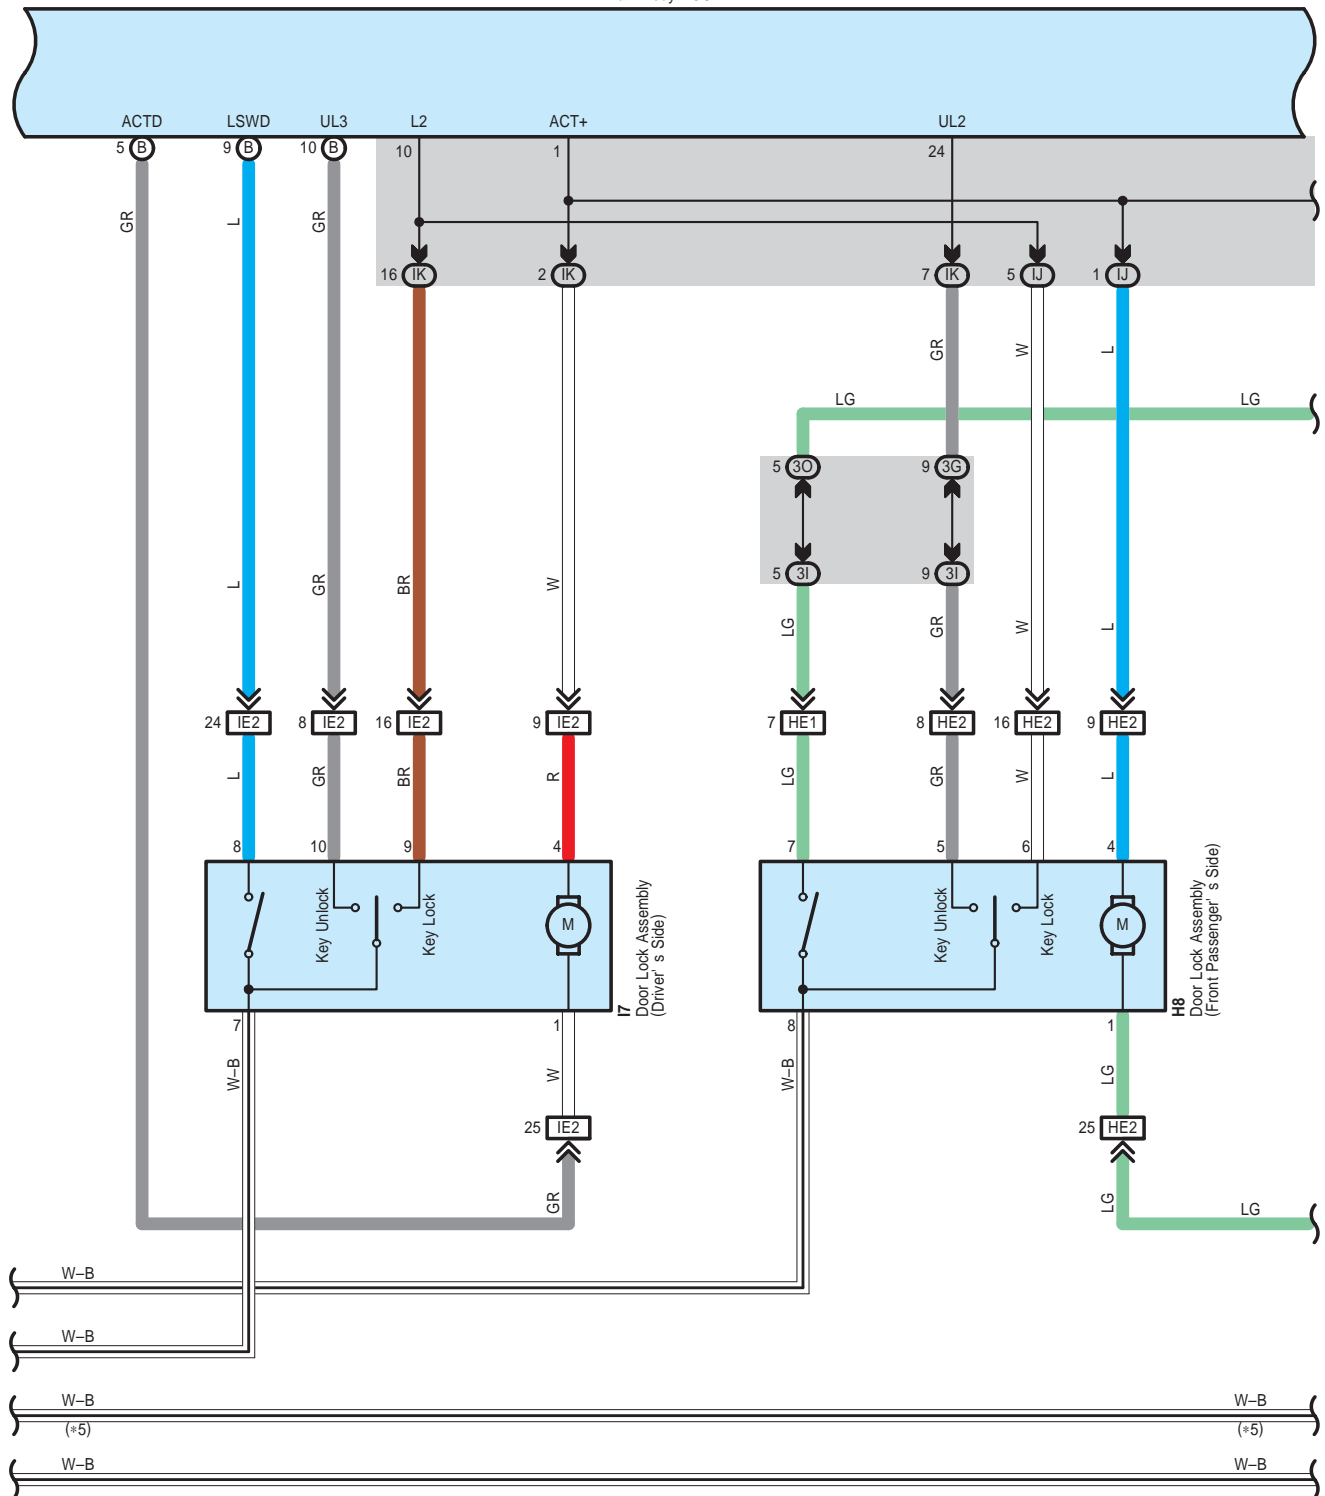 ACTD LSWD UL3 L2 ACT+ UL2
5 B 9 B 10 B 10 1 24
GR L GR
16 IK 2 IK 7 IK 5 IJ 1 IJ
GR W L
LG LG
5 3O 9 3G
5 3I 9 3I
L GR BR W
LG GR W L
24 IE2 8 IE2 16 IE2 9 IE2 7 HE1 8 HE2 16 HE2 9 HE2
L GR BR R LG GR W L
8 10 9 4 7 5 6 4
Key Unlock
Key Lock
M
I7
Door Lock Assembly
(Driver' s Side)
Key Unlock
Key Lock
M
H8
Door Lock Assembly
(Front Passenger' s Side)
7 1 8 1
W–B W W–B LG
25 IE2 25 HE2
GR LG LG
W–B
W–B
W–B W–B
(*5) (*5)
W–B W–B